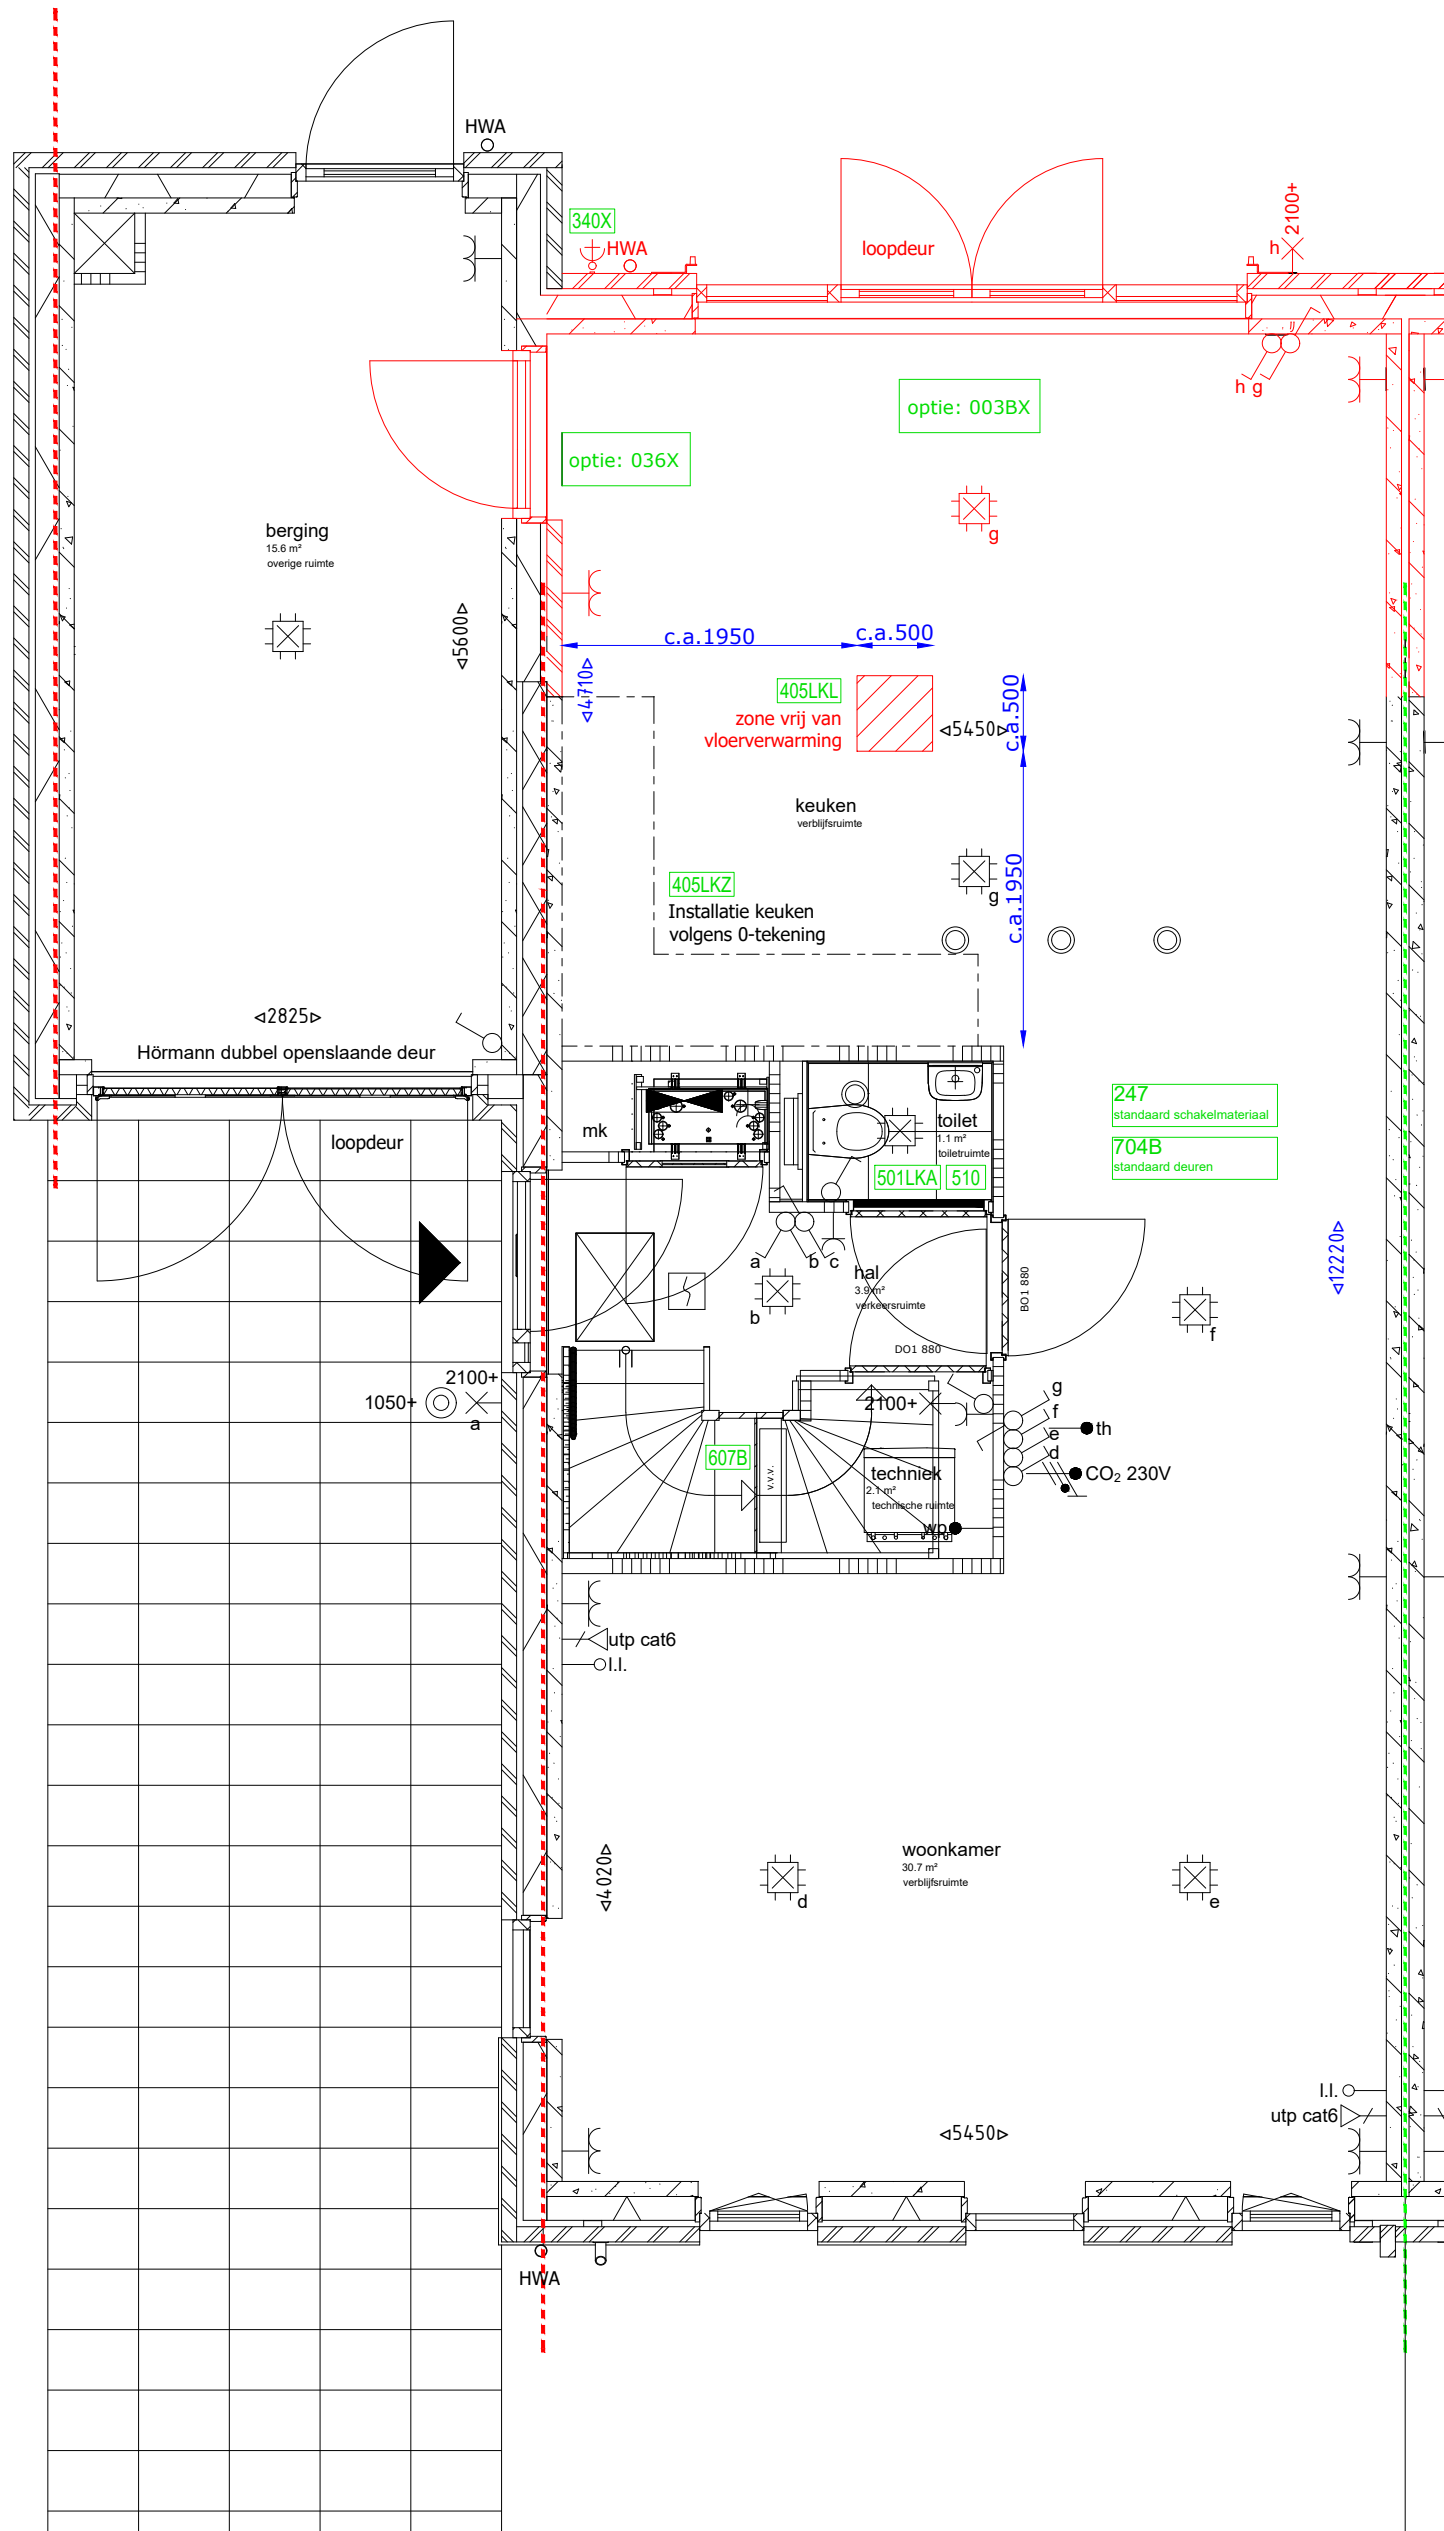 HWA
340X
HWA
loopdeur
h
2100+
h g
optie: 003BX
optie: 036X
g
berging
15.6 m²
overige ruimte
5600
c.a.1950
c.a.500
4710
405LKL
zone vrij van
vloerverwarming
5450
c.a.500
keuken
verblijfsruimte
g
c.a.1950
405LKZ
Installatie keuken
volgens 0-tekening
2825
Hörmann dubbel openslaande deur
loopdeur
mk
toilet
1.1 m²
toiletruimte
501LKA
510
247
standaard schakelmateriaal
704B
standaard deuren
a
b
c
hal
3.9 m²
verkeersruimte
b
BO1 880
DO1 880
12220
f
2100+
1050+
a
2100+
g
f
e
d
th
CO₂ 230V
607B
v.v.v.
techniek
2.1 m²
technische ruimte
wp
utp cat6
l.l.
woonkamer
30.7 m²
verblijfsruimte
4020
d
e
l.l.
utp cat6
5450
HWA